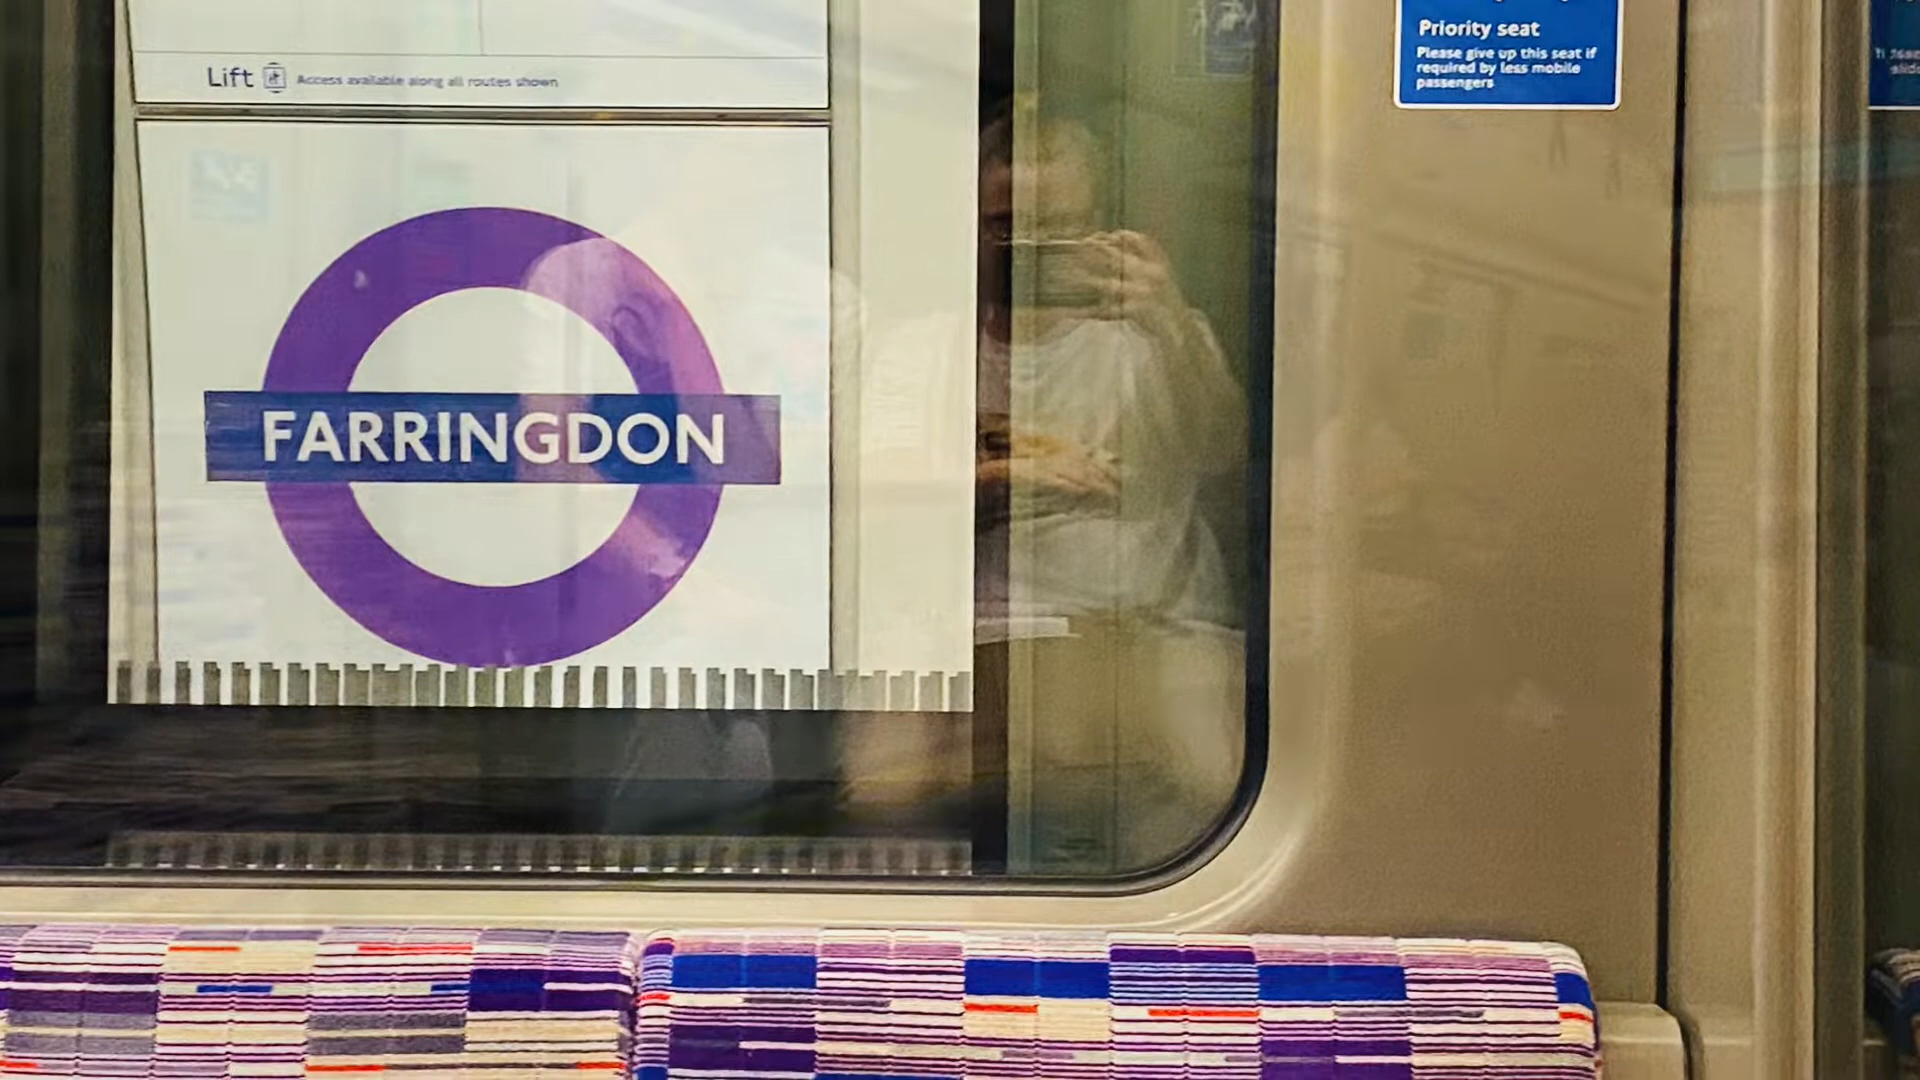 Lift Access available along all routes shown
FARRINGDON
Priority seat
Please give up this seat if
required by less mobile
passengers